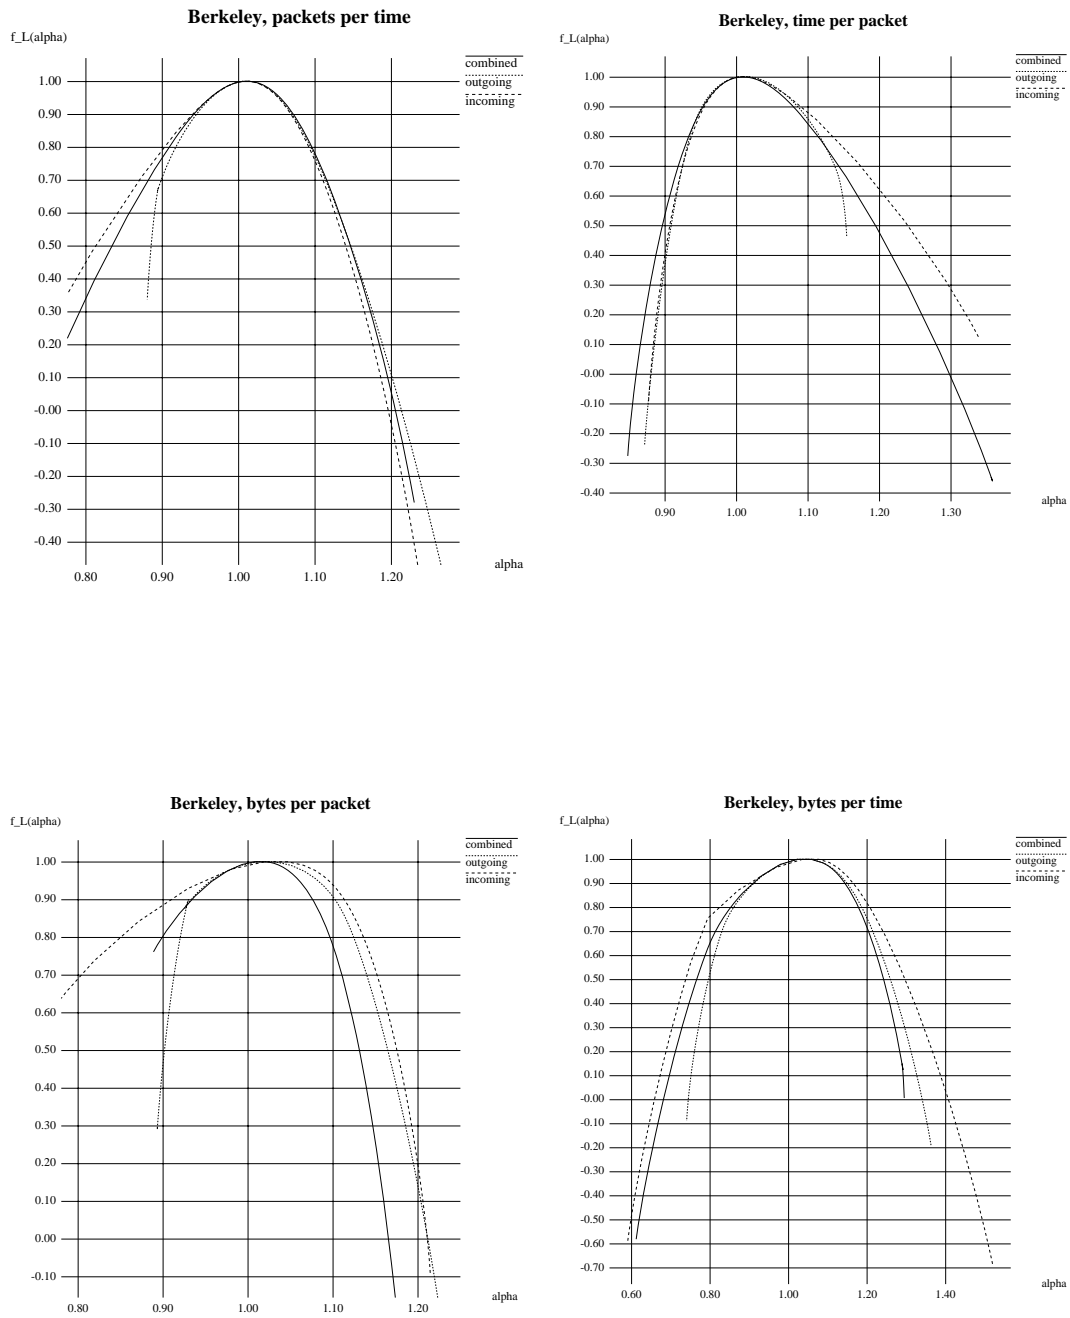 Berkeley, packets per time
f_L(alpha)
combined
outgoing
incoming
1.00
0.90
0.80
0.70
0.60
0.50
0.40
0.30
0.20
0.10
-0.00
-0.10
-0.20
-0.30
-0.40
alpha
0.80 0.90 1.00 1.10 1.20
Berkeley, time per packet
f_L(alpha)
combined
outgoing
incoming
1.00
0.90
0.80
0.70
0.60
0.50
0.40
0.30
0.20
0.10
-0.00
-0.10
-0.20
-0.30
-0.40
alpha
0.90 1.00 1.10 1.20 1.30
Berkeley, bytes per packet
f_L(alpha)
combined
outgoing
incoming
1.00
0.90
0.80
0.70
0.60
0.50
0.40
0.30
0.20
0.10
0.00
-0.10
alpha
0.80 0.90 1.00 1.10 1.20
Berkeley, bytes per time
f_L(alpha)
combined
outgoing
incoming
1.00
0.90
0.80
0.70
0.60
0.50
0.40
0.30
0.20
0.10
-0.00
-0.10
-0.20
-0.30
-0.40
-0.50
-0.60
-0.70
alpha
0.60 0.80 1.00 1.20 1.40